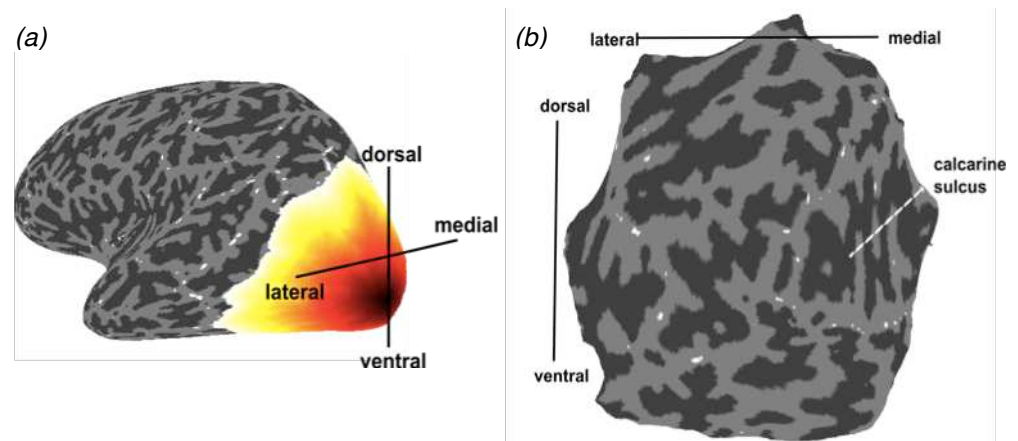 (a)
dorsal
medial
lateral
ventral
(b)
lateral
medial
dorsal
calcarine
sulcus
ventral